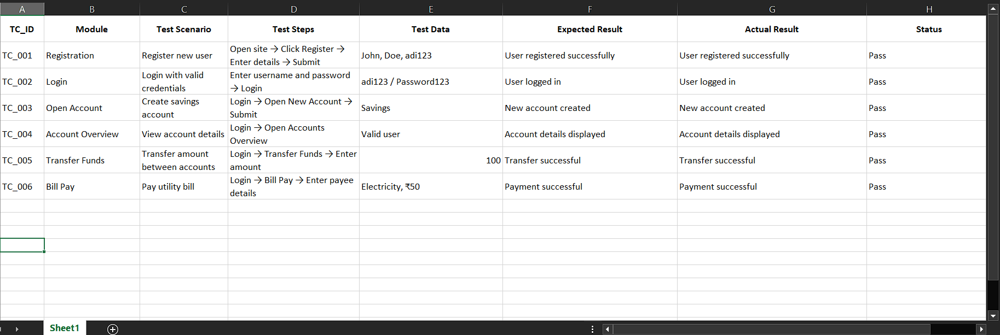 A B C D E F G H
TC_ID Module Test Scenario Test Steps Test Data Expected Result Actual Result Status
TC_001 Registration Register new user Open site → Click Register →
Enter details → Submit John, Doe, adi123 User registered successfully User registered successfully Pass
TC_002 Login Login with valid
credentials Enter username and password
→ Login adi123 / Password123 User logged in User logged in Pass
TC_003 Open Account Create savings
account Login → Open New Account →
Submit Savings New account created New account created Pass
TC_004 Account Overview View account details Login → Open Accounts
Overview Valid user Account details displayed Account details displayed Pass
TC_005 Transfer Funds Transfer amount
between accounts Login → Transfer Funds → Enter
amount 100 Transfer successful Transfer successful Pass
TC_006 Bill Pay Pay utility bill Login → Bill Pay → Enter payee
details Electricity, ₹50 Payment successful Payment successful Pass
Sheet1